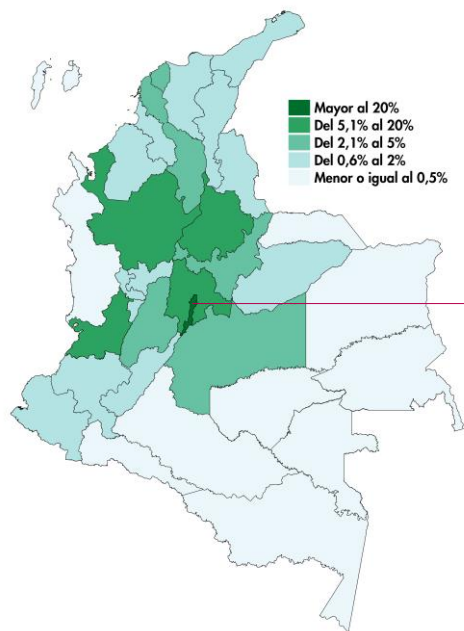 Mayor al 20%
Del 5,1% al 20%
Del 2,1% al 5%
Del 0,6% al 2%
Menor o igual al 0,5%